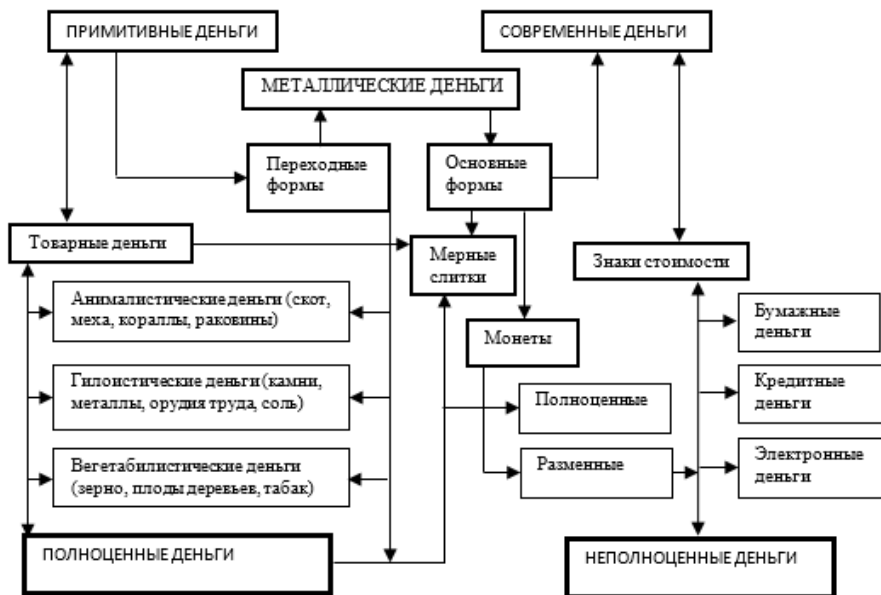 ПРИМИТИВНЫЕ ДЕНЬГИ
СОВРЕМЕННЫЕ ДЕНЬГИ
МЕТАЛЛИЧЕСКИЕ ДЕНЬГИ
Переходные
формы
Основные
формы
Товарные деньги
Мерные
слитки
Знаки стоимости
Анималистические деньги (скот,
меха, кораллы, раковины)
Бумажные
деньги
Монеты
Гилоистические деньги (камни,
металлы, орудия труда, соль)
Кредитные
деньги
Полноценные
Вегетабилистические деньги
(зерно, плоды деревьев, табак)
Разменные
Электронные
деньги
ПОЛНОЦЕННЫЕ ДЕНЬГИ
НЕПОЛНОЦЕННЫЕ ДЕНЬГИ